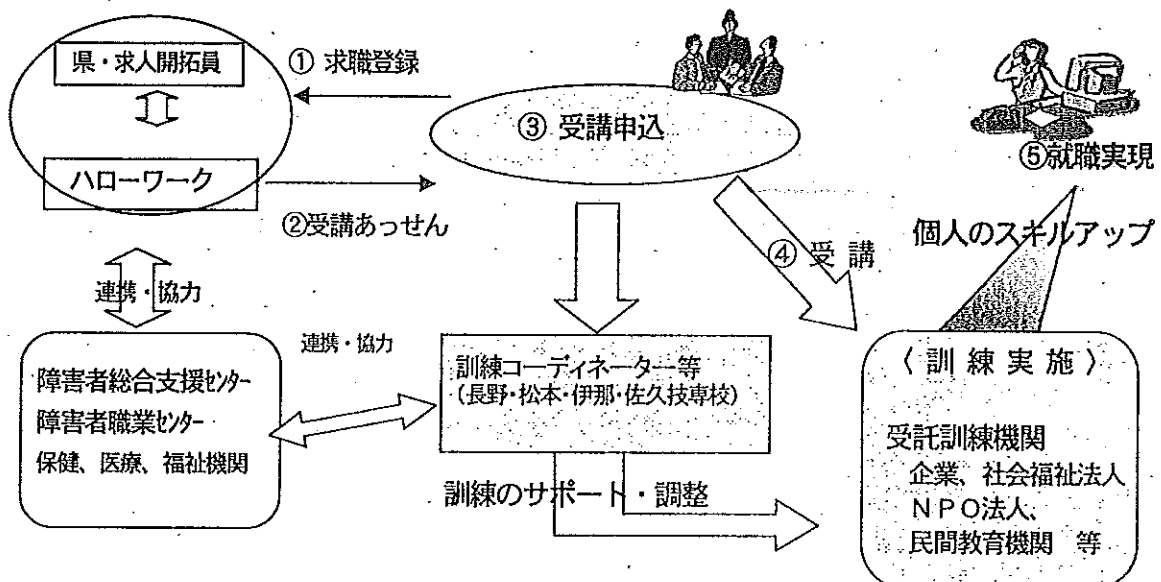 県・求人開拓員
① 求職登録
③ 受講申込
⑤就職実現
ハローワーク
②受講あっせん
④ 受 講
個人のスキルアップ
連携・協力
連携・協力
障害者総合支援センター
障害者職業センター
保健、医療、福祉機関
訓練コーディネーター等
(長野・松本・伊那・佐久技専校)
訓練のサポート・調整
〈 訓 練 実 施 〉
受託訓練機関
企業、社会福祉法人
NPO法人、
民間教育機関 等